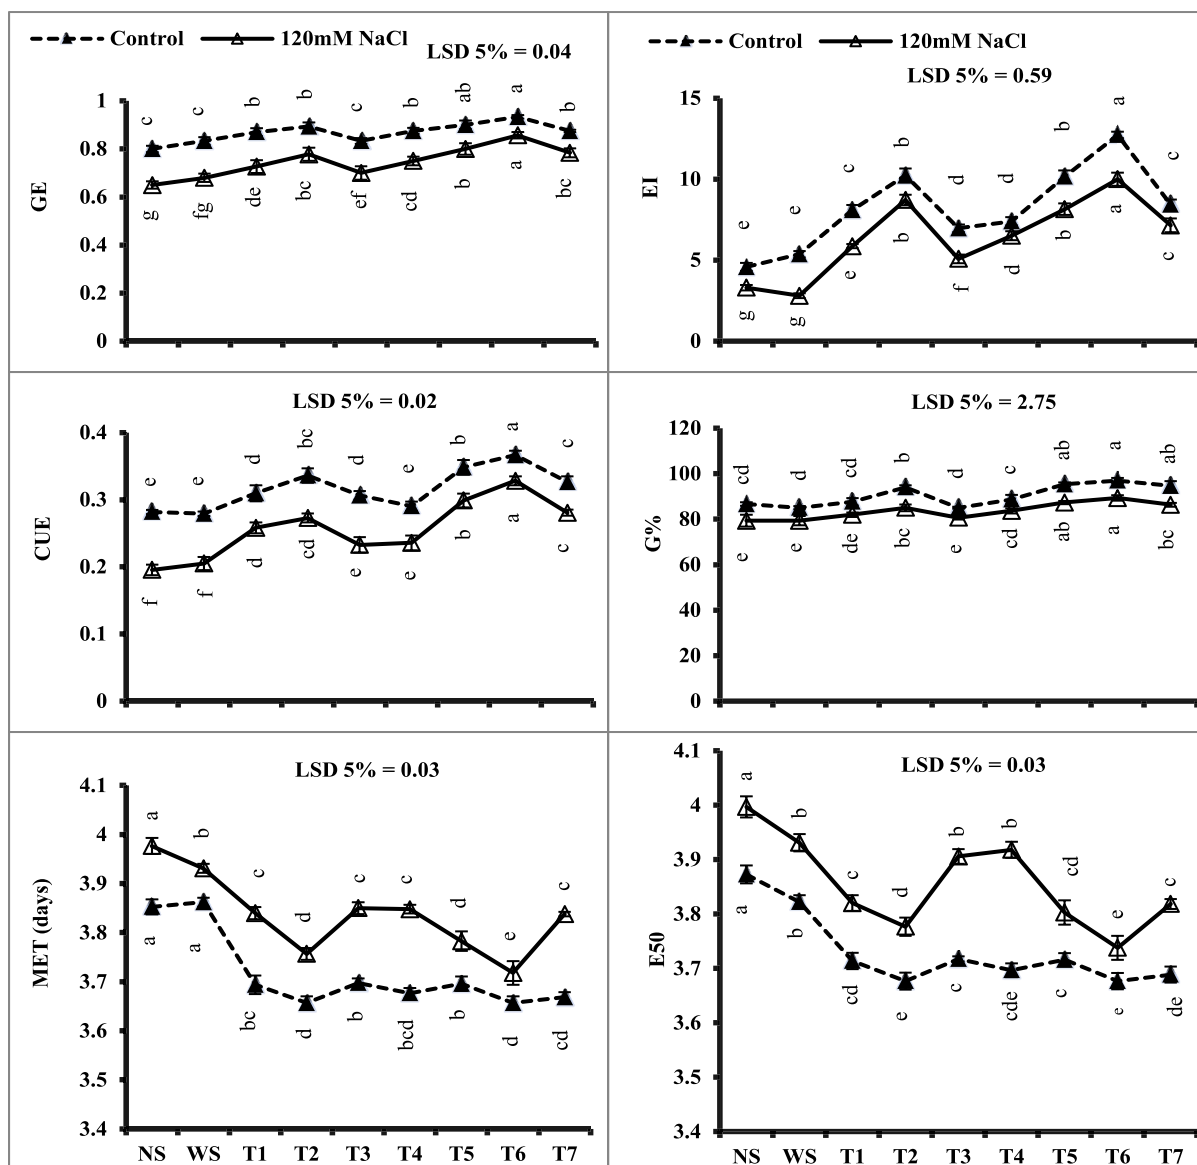 Control 120mM NaCl
LSD 5% = 0.04
GE
1
0.8
0.6
0.4
0.2
0
c c b b c b ab a b
g fg de bc ef cd b a bc
Control 120mM NaCl
LSD 5% = 0.59
EI
15
10
5
0
e e c b d d b a c
g g e b f d b a c
LSD 5% = 0.02
CUE
0.4
0.3
0.2
0.1
0
e e d bc d e b a c
f f d cd e e b a c
LSD 5% = 2.75
G%
120
100
80
60
40
20
0
cd d cd b d c ab a ab
e e de bc e cd ab a bc
LSD 5% = 0.03
MET (days)
4.1
4
3.9
3.8
3.7
3.6
3.5
3.4
a b c d c c d e c
a a bc d b bcd b d cd
NS WS T1 T2 T3 T4 T5 T6 T7
LSD 5% = 0.03
E50
4.1
4
3.9
3.8
3.7
3.6
3.5
3.4
a b c d b b cd e c
a b cd e c cde c e de
NS WS T1 T2 T3 T4 T5 T6 T7